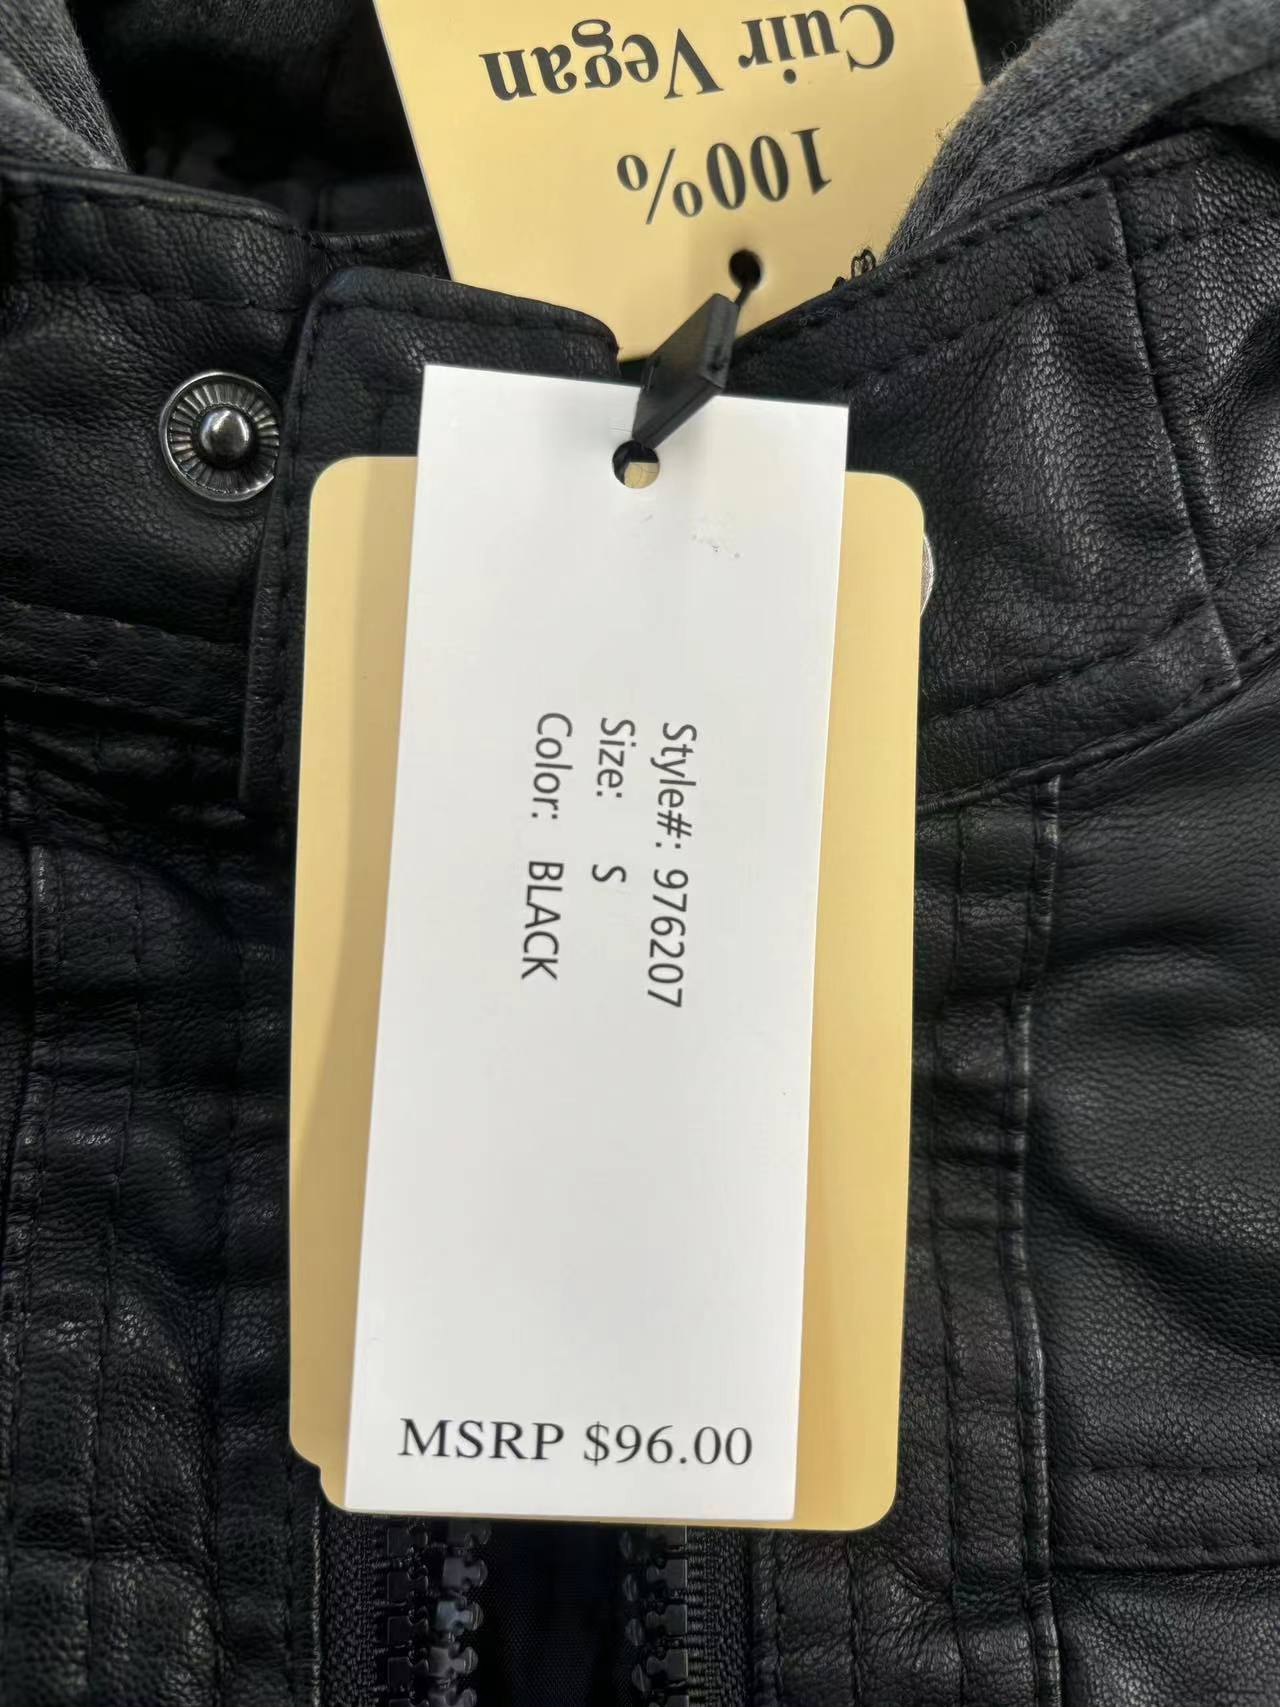 100%
Cuir Vegan
Style#: 976207
Size: S
Color: BLACK
MSRP $96.00